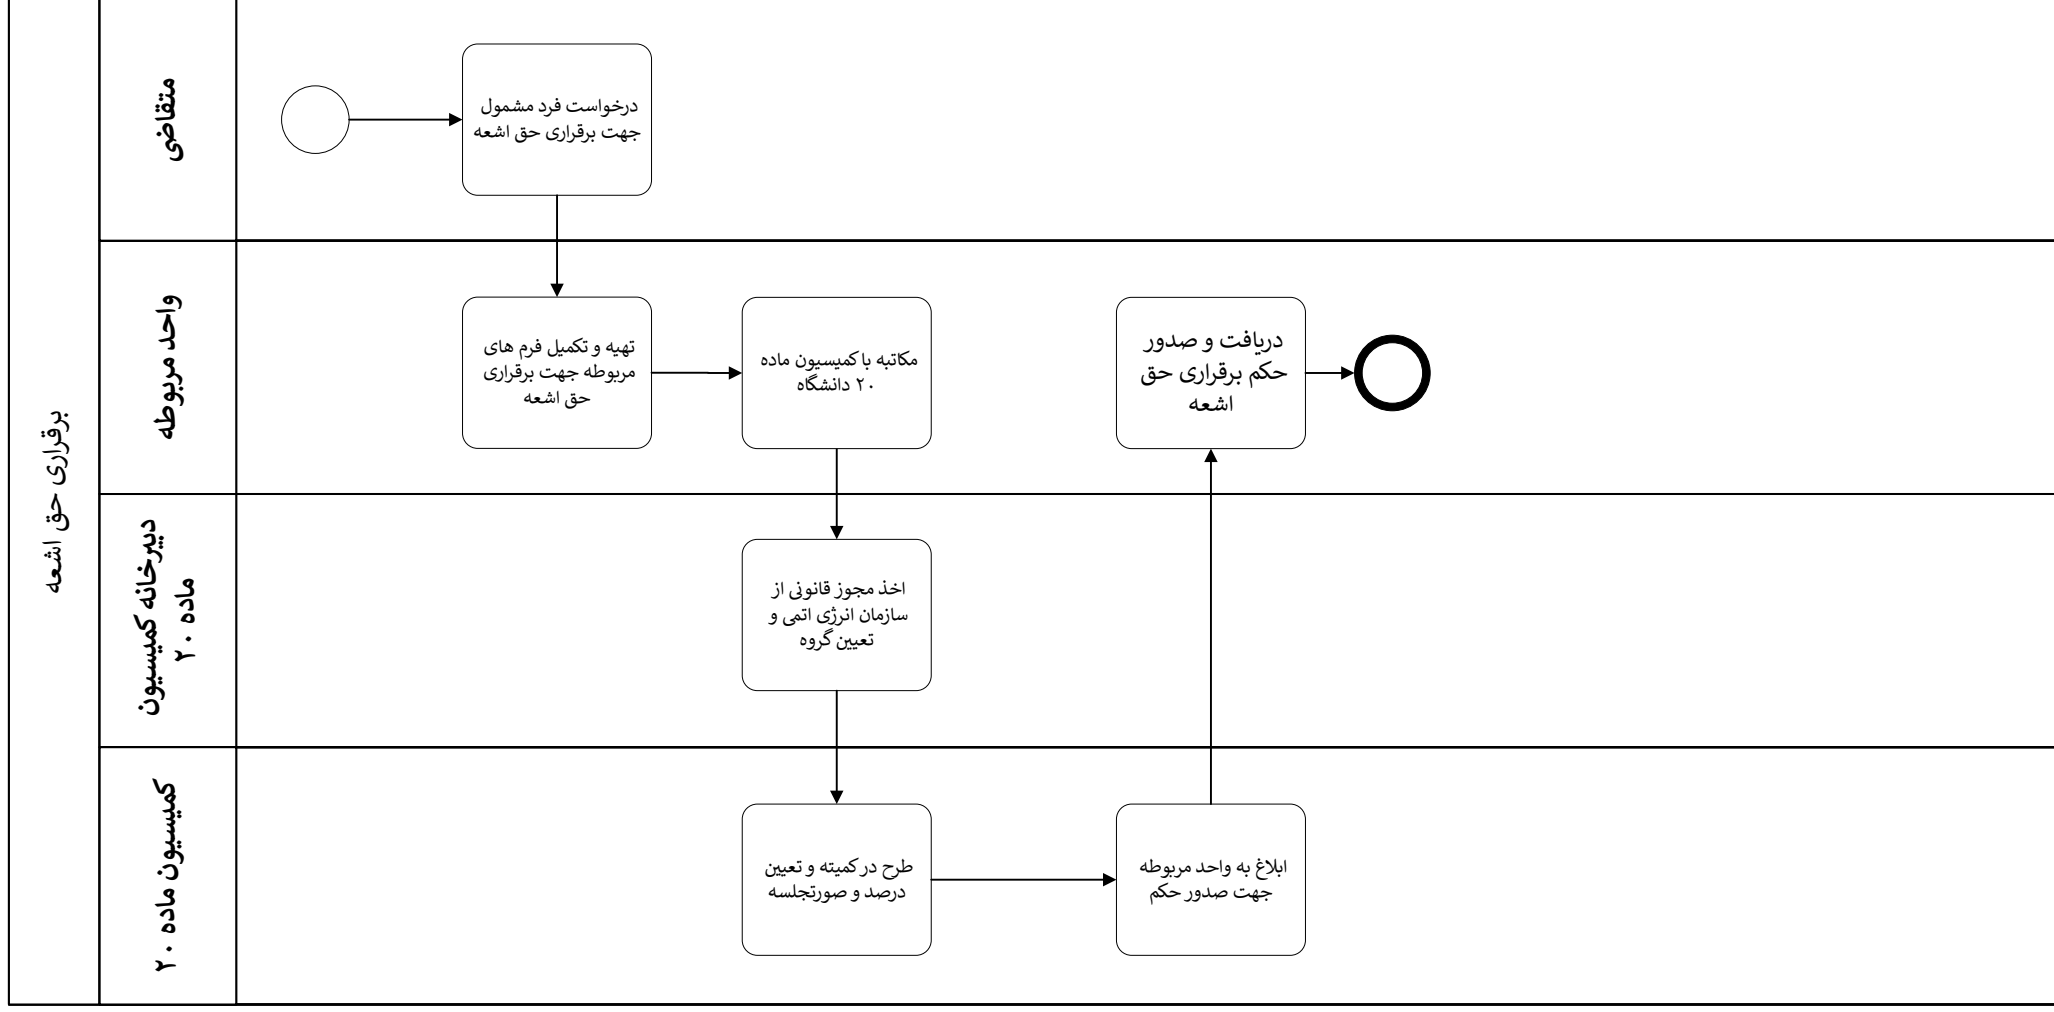 برقراری حق اشعه
متقاضی
درخواست فرد مشمول
جهت برقراری حق اشعه
واحد مربوطه
تهیه و تکمیل فرم های
مربوطه جهت برقراری
حق اشعه
مکاتبه با کمیسیون ماده
۲۰ دانشگاه
دریافت و صدور
حکم برقراری حق
اشعه
دبیرخانه کمیسیون
ماده ۲۰
اخذ مجوز قانونی از
سازمان انرژی اتمی و
تعیین گروه
کمیسیون ماده ۲۰
طرح در کمیته و تعیین
درصد و صورتجلسه
ابلاغ به واحد مربوطه
جهت صدور حکم